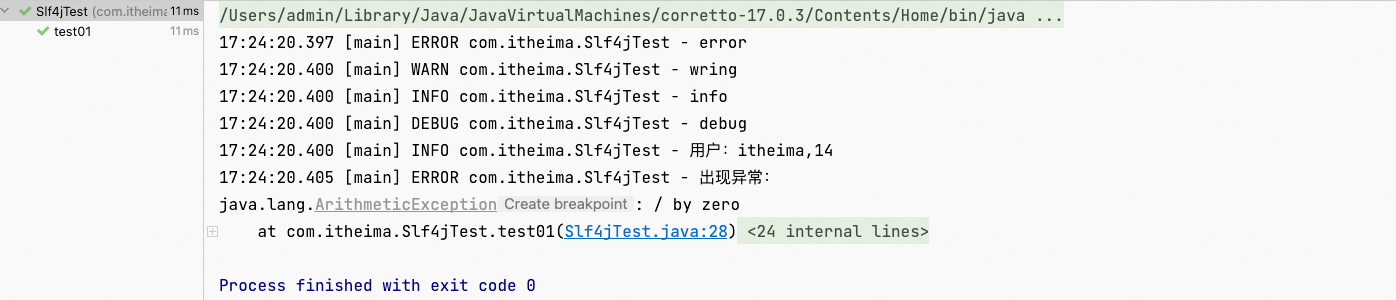 Slf4jTest (com.itheima 11 ms
test01 11 ms
/Users/admin/Library/Java/JavaVirtualMachines/corretto-17.0.3/Contents/Home/bin/java ...
17:24:20.397 [main] ERROR com.itheima.Slf4jTest - error
17:24:20.400 [main] WARN com.itheima.Slf4jTest - wring
17:24:20.400 [main] INFO com.itheima.Slf4jTest - info
17:24:20.400 [main] DEBUG com.itheima.Slf4jTest - debug
17:24:20.400 [main] INFO com.itheima.Slf4jTest - 用户：itheima,14
17:24:20.405 [main] ERROR com.itheima.Slf4jTest - 出现异常：
java.lang.ArithmeticException Create breakpoint : / by zero
at com.itheima.Slf4jTest.test01(Slf4jTest.java:28) <24 internal lines>
Process finished with exit code 0